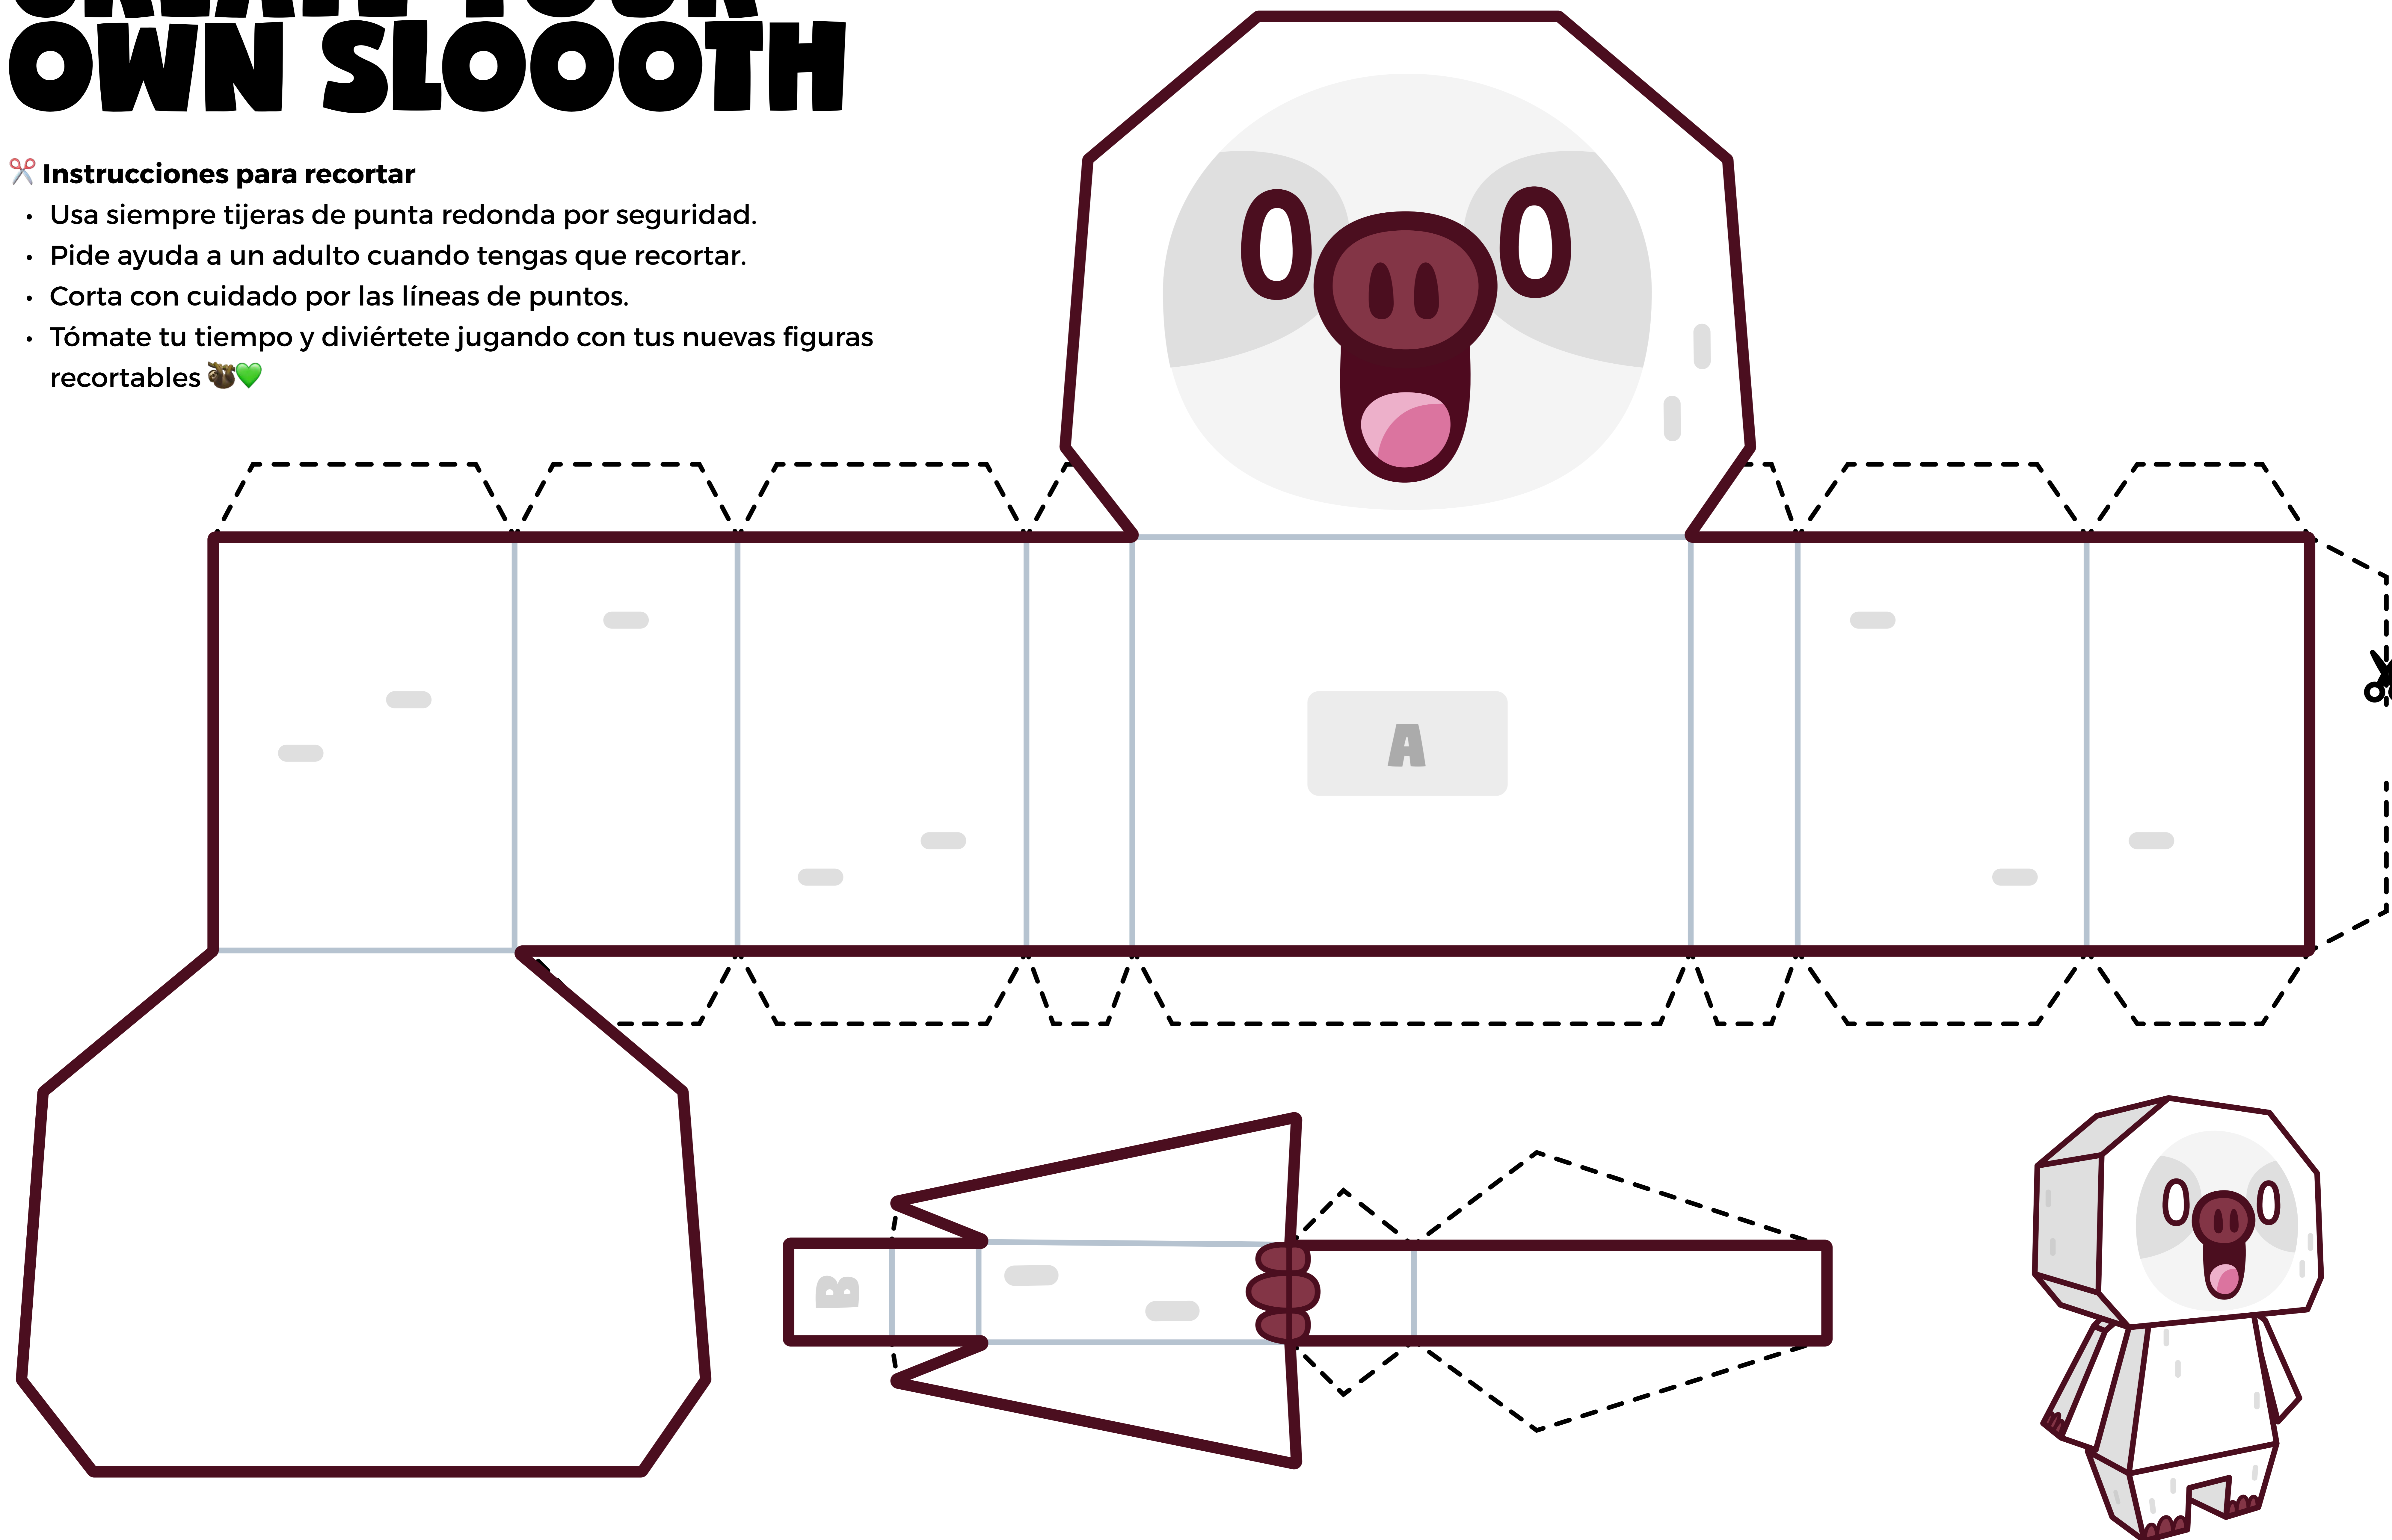 CREATE YOUR
OWN SLOOOTH
✂️ Instrucciones para recortar
• Usa siempre tijeras de punta redonda por seguridad.
• Pide ayuda a un adulto cuando tengas que recortar.
• Corta con cuidado por las líneas de puntos.
• Tómate tu tiempo y diviértete jugando con tus nuevas figuras
recortables 🦥💚
A
B